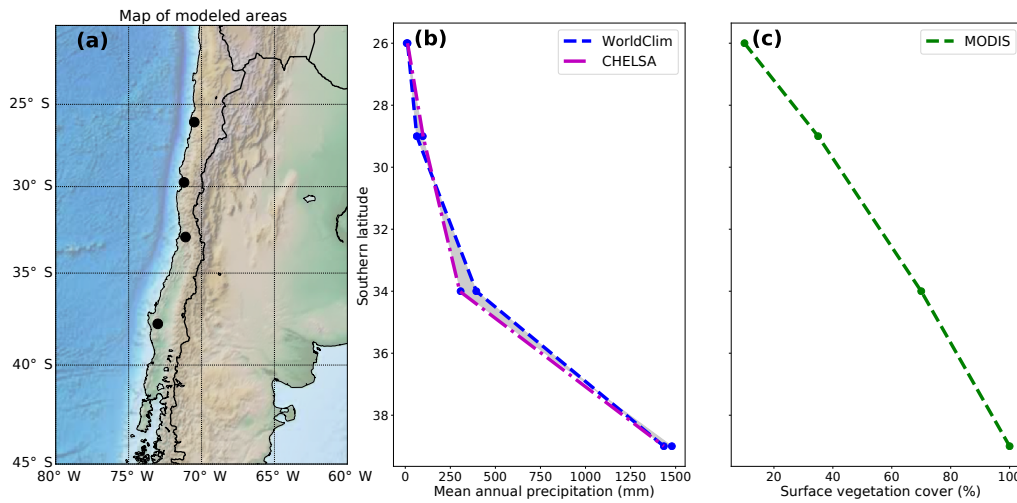 Map of modeled areas
(a)
25° S
30° S
35° S
40° S
45° S
80° W
75° W
70° W
65° W
60° W
(b)
WorldClim
CHELSA
Southern latitude
26
28
30
32
34
36
38
0
250
500
750
1000
1250
1500
Mean annual precipitation (mm)
(c)
MODIS
20
40
60
80
100
Surface vegetation cover (%)